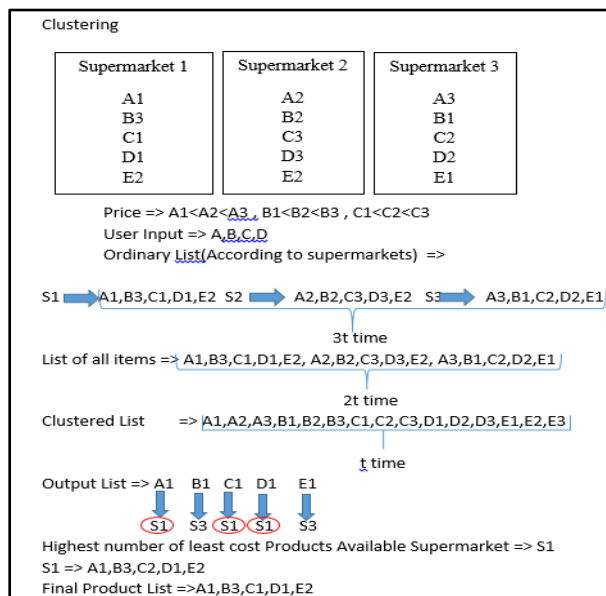 Clustering
Supermarket 1
A1
B3
C1
D1
E2
Supermarket 2
A2
B2
C3
D3
E2
Supermarket 3
A3
B1
C2
D2
E1
Price => A1<A2<A3 , B1<B2<B3 , C1<C2<C3
User Input => A,B,C,D
Ordinary List(According to supermarkets) =>
S1 A1,B3,C1,D1,E2 S2 A2,B2,C3,D3,E2 S3 A3,B1,C2,D2,E1
3t time
List of all items => A1,B3,C1,D1,E2, A2,B2,C3,D3,E2, A3,B1,C2,D2,E1
2t time
Clustered List => A1,A2,A3,B1,B2,B3,C1,C2,C3,D1,D2,D3,E1,E2,E3
t time
Output List => A1 B1 C1 D1 E1
S1 S3 S1 S1 S3
Highest number of least cost Products Available Supermarket => S1
S1 => A1,B3,C2,D1,E2
Final Product List =>A1,B3,C1,D1,E2